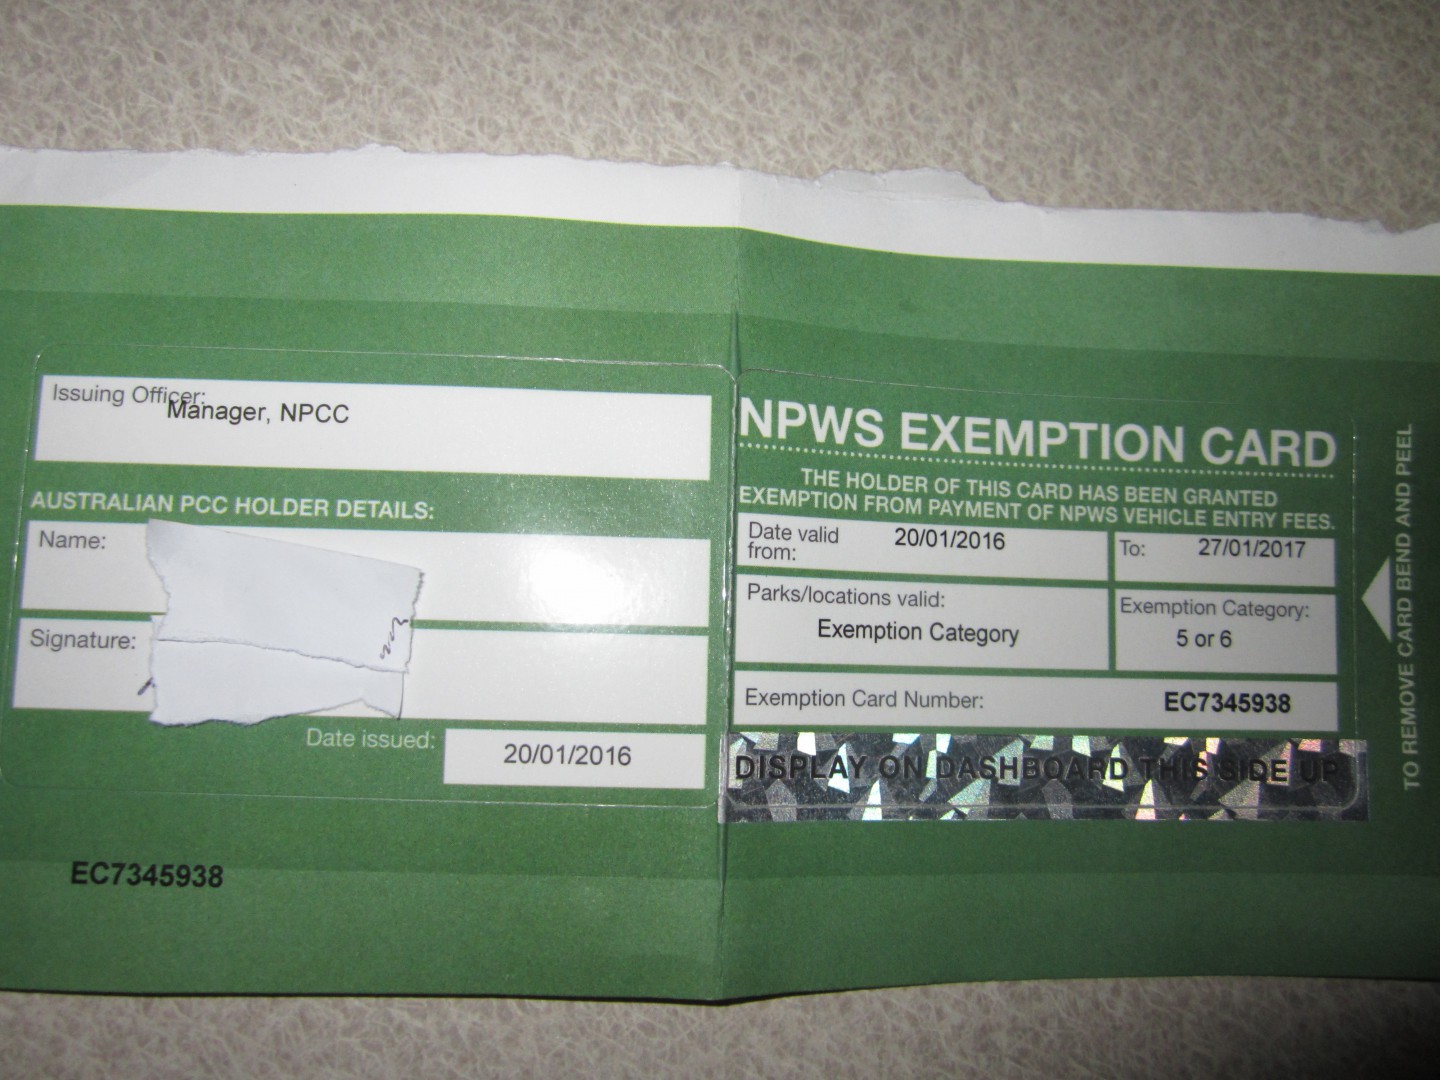 Issuing Officer:
Manager, NPCC
AUSTRALIAN PCC HOLDER DETAILS:
Name:
Signature:
Date issued: 20/01/2016
EC7345938
NPWS EXEMPTION CARD
THE HOLDER OF THIS CARD HAS BEEN GRANTED
EXEMPTION FROM PAYMENT OF NPWS VEHICLE ENTRY FEES.
Date valid from: 20/01/2016
To: 27/01/2017
Parks/locations valid:
Exemption Category
Exemption Category:
5 or 6
Exemption Card Number: EC7345938
DISPLAY ON DASHBOARD THIS SIDE UP
TO REMOVE CARD BEND AND PEEL